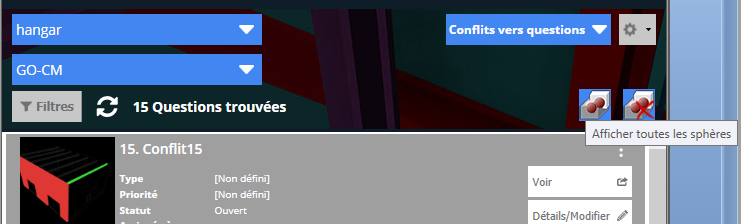 hangar
Conflits vers questions
GO-CM
Filtres
15 Questions trouvées
Afficher toutes les sphères
15. Conflit15
Type [Non défini]
Voir
Priorité [Non défini]
Statut Ouvert
Détails/Modifier